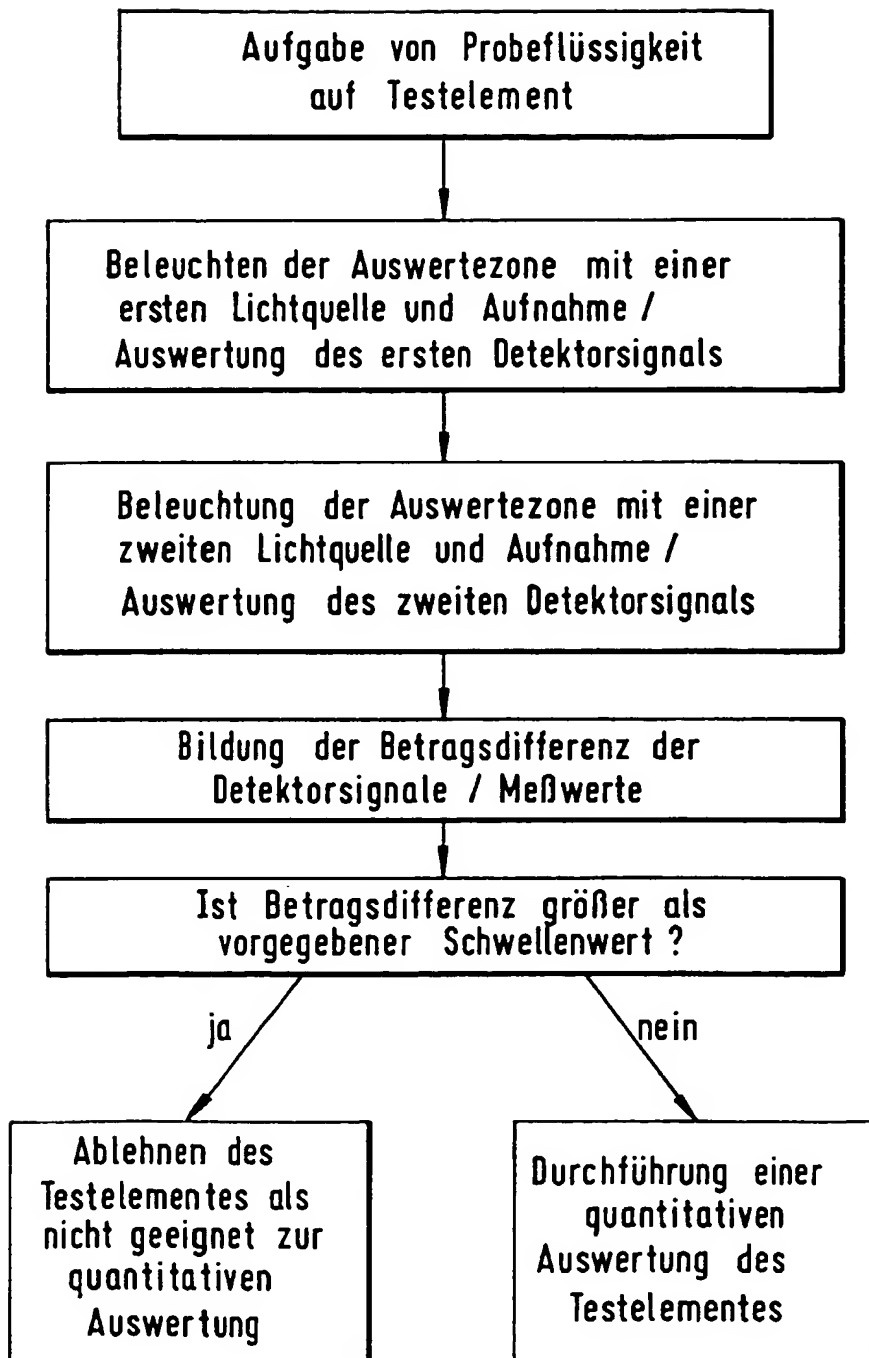 Aufgabe von Probeflüssigkeit
auf Testelement
Beleuchten der Auswertezone mit einer
ersten Lichtquelle und Aufnahme /
Auswertung des ersten Detektorsignals
Beleuchtung der Auswertezone mit einer
zweiten Lichtquelle und Aufnahme /
Auswertung des zweiten Detektorsignals
Bildung der Betragsdifferenz der
Detektorsignale / Meßwerte
Ist Betragsdifferenz größer als
vorgegebener Schwellenwert ?
ja
nein
Ablehnen des
Testelementes als
nicht geeignet zur
quantitativen
Auswertung
Durchführung einer
quantitativen
Auswertung des
Testelementes